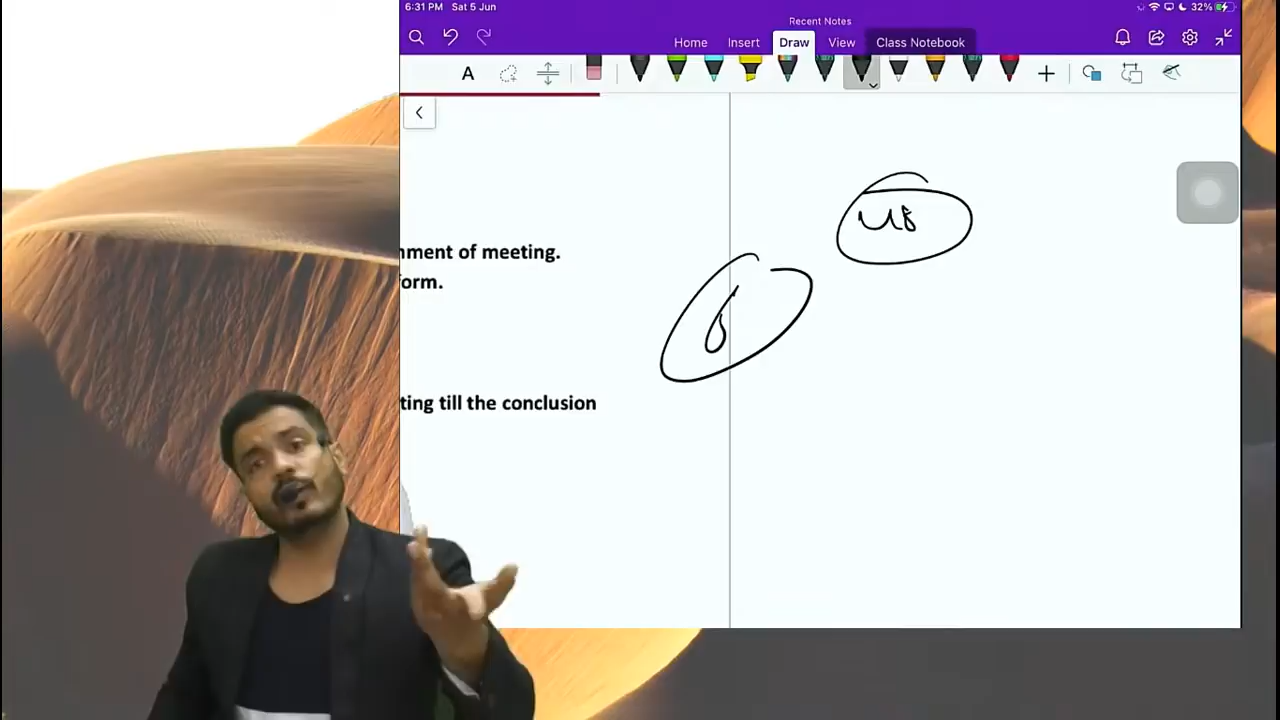 6:31 PM Sat 5 Jun 32%
Recent Notes
Home Insert Draw View Class Notebook
A
nment of meeting.
orm.
ting till the conclusion